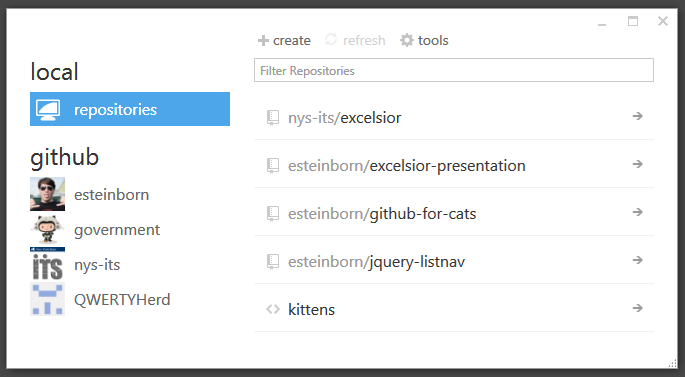 create refresh tools
local
Filter Repositories
repositories
nys-its/excelsior
github
esteinborn/excelsior-presentation
esteinborn
esteinborn/github-for-cats
government
nys-its
its
esteinborn/jquery-listnav
QWERTYHerd
kittens